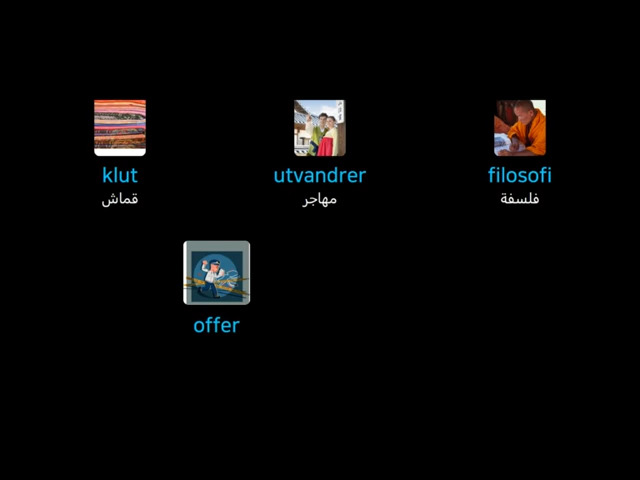 klut
قماش
utvandrer
مهاجر
filosofi
فلسفة
offer